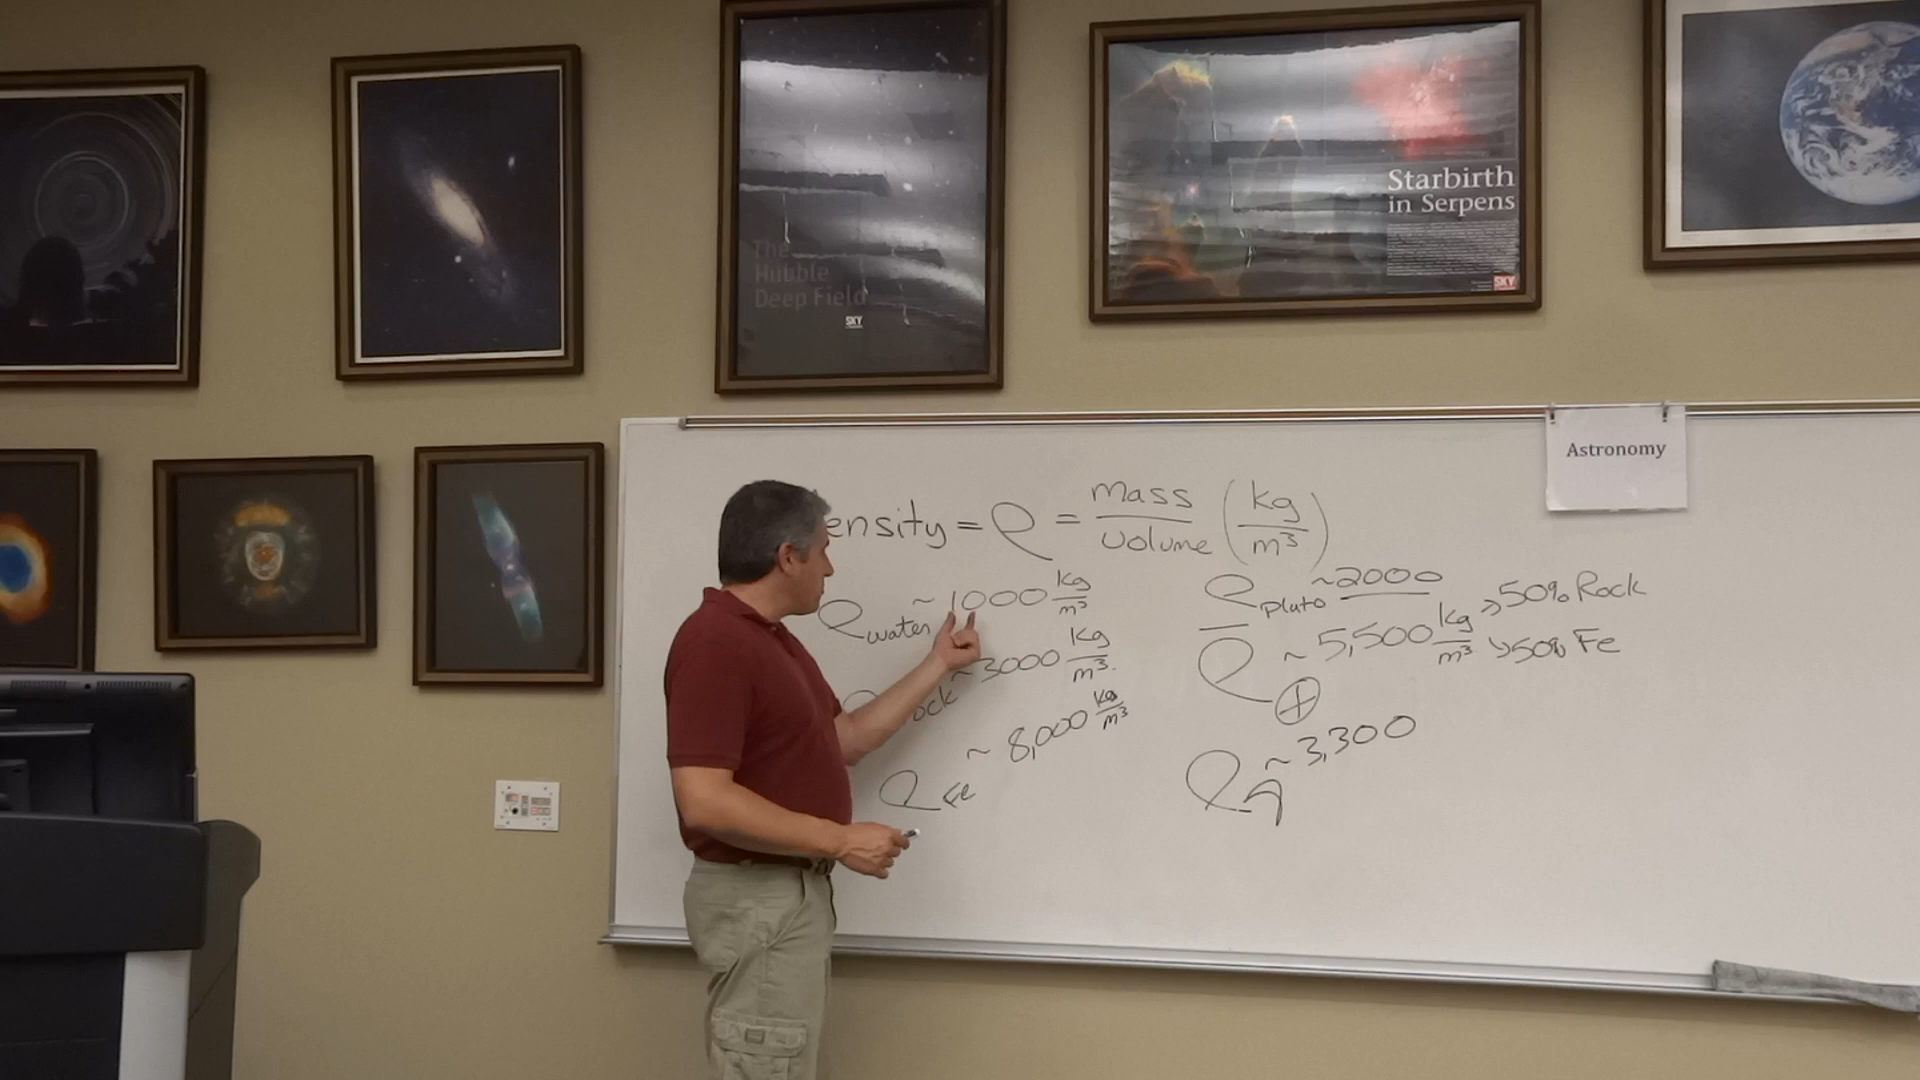 The
Hubble
Deep Field
SKY
Starbirth
in Serpens
SKY
Astronomy
ensity = ρ = mass/volume (kg/m³)
ρwater ~1000 kg/m³
ock ~3000 kg/m³
ρFe ~ 8,000 kg/m³
ρpluto ~2000
ρ⊕ ~ 5,500 kg/m³ → 50% Rock
↘ 50% Fe
ρ ~ 3,300